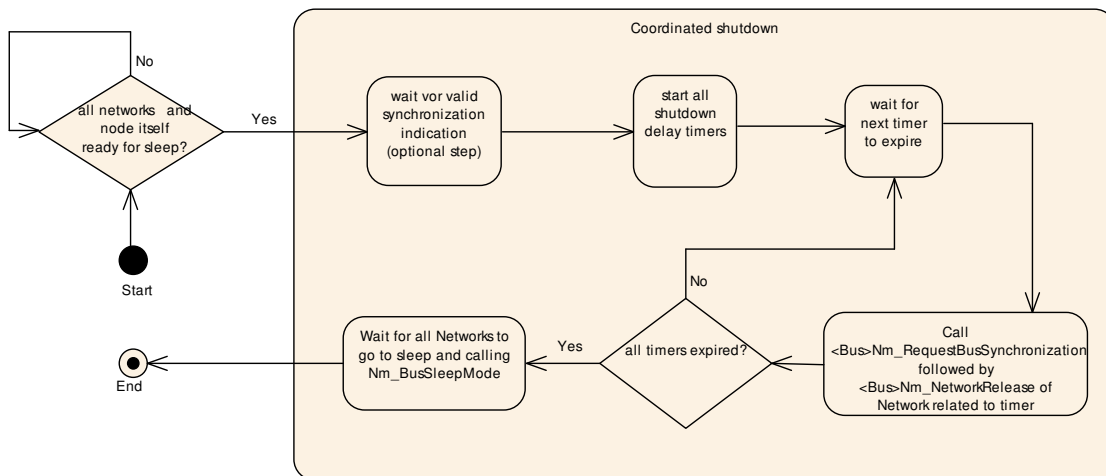 Coordinated shutdown
No
all networks and
node itself
ready for sleep?
Yes
wait vor valid
synchronization
indication
(optional step)
start all
shutdown
delay timers
wait for
next timer
to expire
Start
No
Call
<Bus>Nm_RequestBusSynchronization
followed by
<Bus>Nm_NetworkRelease of
Network related to timer
all timers expired?
Yes
Wait for all Networks to
go to sleep and calling
Nm_BusSleepMode
End